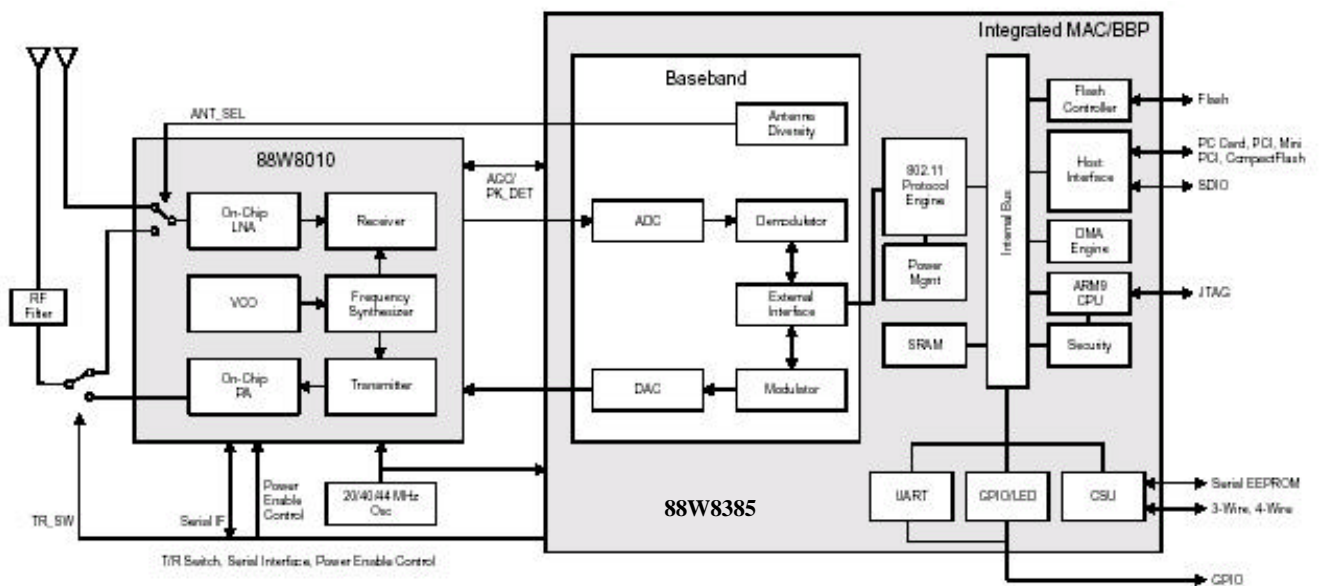 Integrated MAC/BBP
Baseband
Antenna
Diversity
ANT_SEL
88W8010
AGC/
PK_DET
On-Chip
LNA
Receiver
ADC
Demodulator
VCO
Frequency
Synthesizer
External
Interface
RF
Filter
On-Chip
PA
Transmitter
DAC
Modulator
802.11
Protocol
Engine
Power
Mgmt
SRAM
Internal Bus
Flash
Controller
Flash
Host
Interface
PC Card, PCI, Mini
PCI, CompactFlash
SDIO
DMA
Engine
ARM9
CPU
JTAG
Security
TR_SW
Serial IF
Power
Enable
Control
20/40/44 MHz
Osc
88W8385
UART
GPIO/LED
CSU
Serial EEPROM
3-Wire, 4-Wire
T/R Switch, Serial Interface, Power Enable Control
GPIO